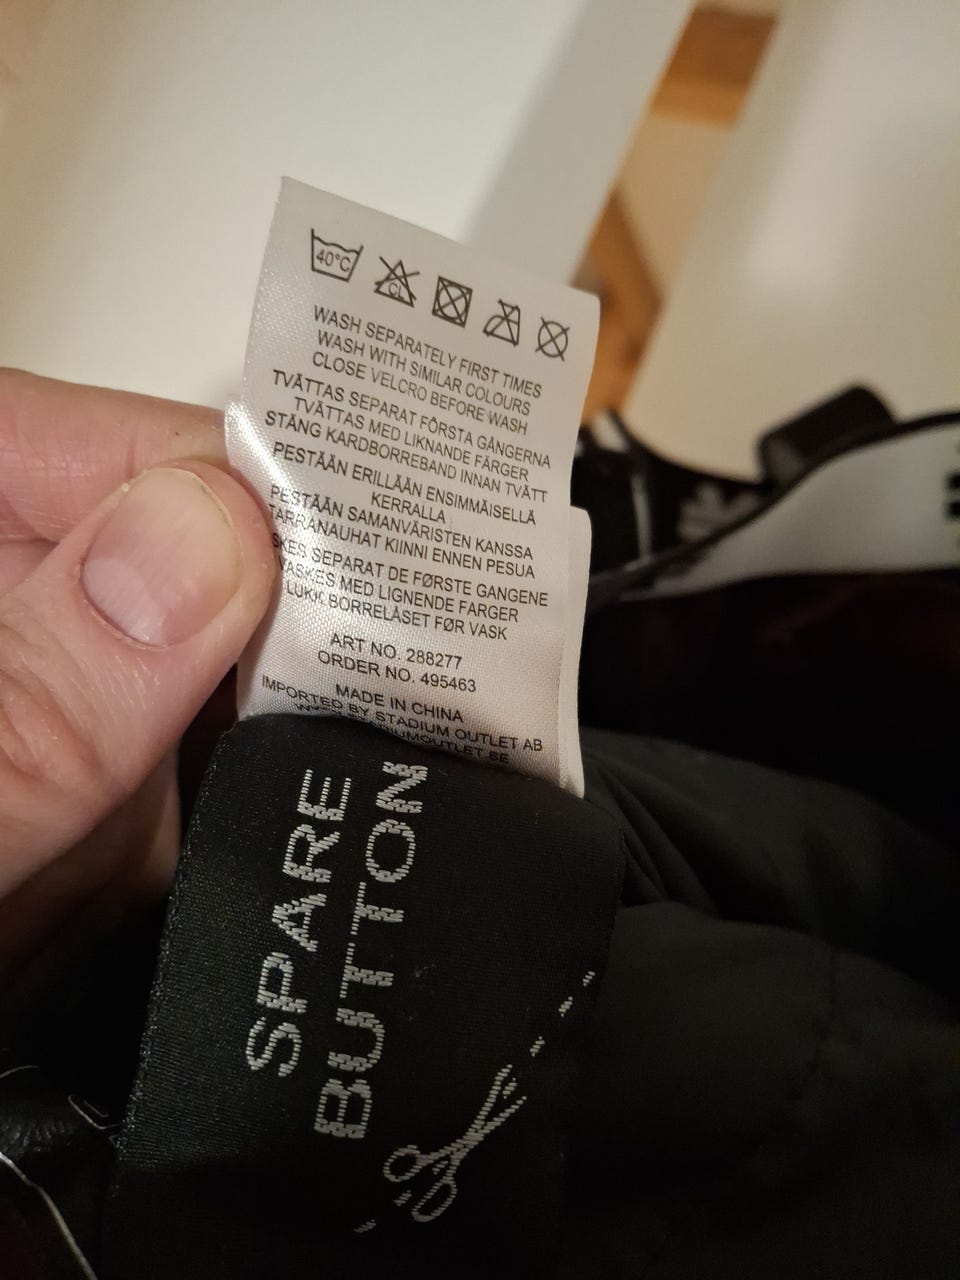 40°C
CL
WASH SEPARATELY FIRST TIMES
WASH WITH SIMILAR COLOURS
CLOSE VELCRO BEFORE WASH
TVÄTTAS SEPARAT FÖRSTA GÅNGERNA
TVÄTTAS MED LIKNANDE FÄRGER
STÄNG KARDBORREBAND INNAN TVÄTT
PESTÄÄN ERILLÄÄN ENSIMMÄISELLÄ
KERRALLA
PESTÄÄN SAMANVÄRISTEN KANSSA
TARRANAUHAT KIINNI ENNEN PESUA
SEPARAT DE FØRSTE GANGENE
VASKES MED LIGNENDE FARGER
LUKK BORRELÅSET FØR VASK
ART NO. 288277
ORDER NO. 495463
MADE IN CHINA
IMPORTED BY STADIUM OUTLET AB
SPARE
BUTTON